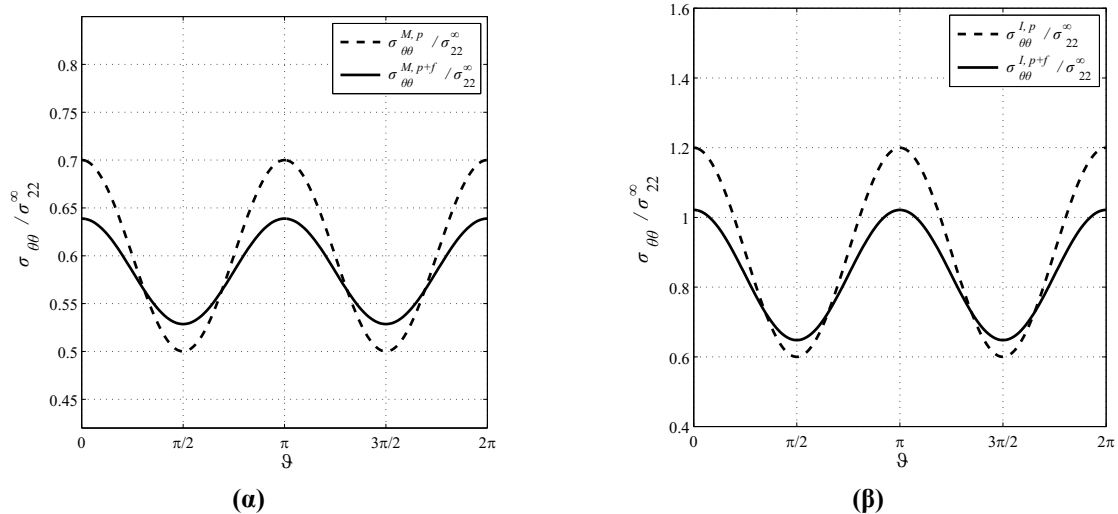 σ_θθ^{M, p} / σ_22^∞
σ_θθ^{M, p+f} / σ_22^∞
0.8
0.75
0.7
0.65
0.6
0.55
0.5
0.45
σ_θθ / σ_22^∞
0 π/2 π 3π/2 2π
ϑ
(α)
σ_θθ^{I, p} / σ_22^∞
σ_θθ^{I, p+f} / σ_22^∞
1.6
1.4
1.2
1
0.8
0.6
0.4
σ_θθ / σ_22^∞
0 π/2 π 3π/2 2π
ϑ
(β)